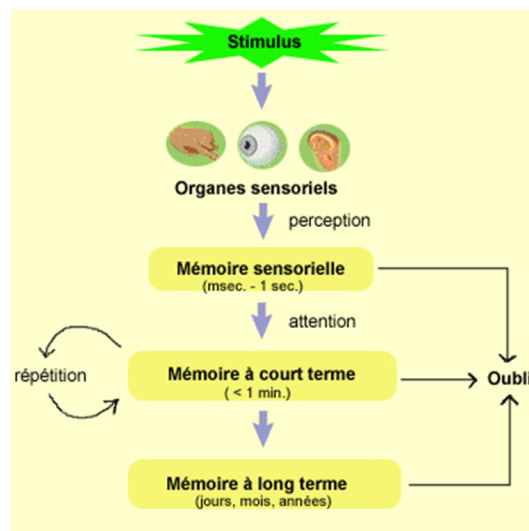 Stimulus
Organes sensoriels
perception
Mémoire sensorielle
(msec. - 1 sec.)
attention
répétition
Mémoire à court terme
( < 1 min.)
Oubli
Mémoire à long terme
(jours, mois, années)